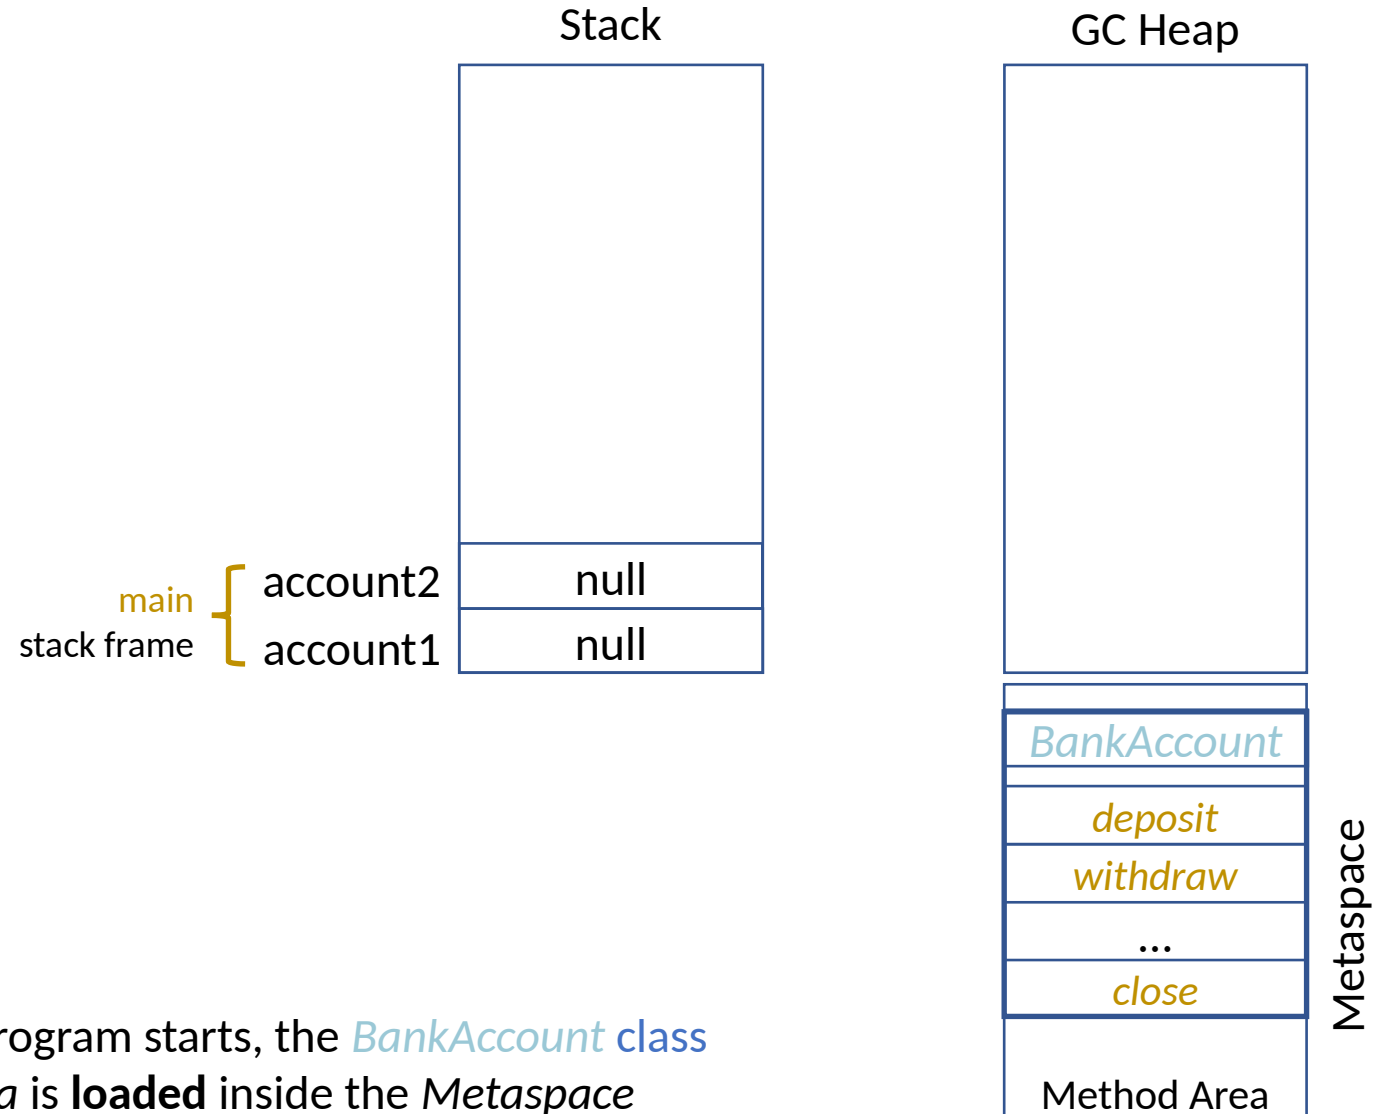 Stack
GC Heap
account2
null
main
stack frame
account1
null
BankAccount
deposit
withdraw
...
close
Metaspace
rogram starts, the BankAccount class
a is loaded inside the Metaspace
Method Area